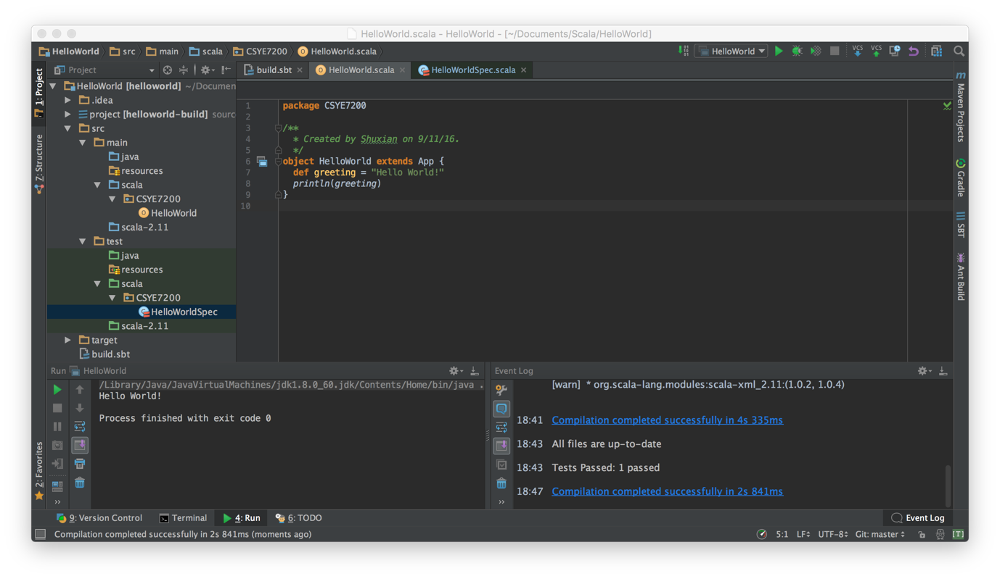 HelloWorld.scala - HelloWorld - [~/Documents/Scala/HelloWorld]
HelloWorld src main scala CSYE7200 HelloWorld.scala HelloWorld VCS VCS
Project build.sbt HelloWorld.scala HelloWorldSpec.scala
1: Project
Z: Structure
2: Favorites
HelloWorld [helloworld] ~/Documen
.idea
project [helloworld-build] sourc
src
main
java
resources
scala
CSYE7200
HelloWorld
scala-2.11
test
java
resources
scala
CSYE7200
HelloWorldSpec
scala-2.11
target
build.sbt
1 package CSYE7200
2
3 /**
4 * Created by Shuxian on 9/11/16.
5 */
6 object HelloWorld extends App {
7 def greeting = "Hello World!"
8 println(greeting)
9 }
10
Maven Projects
Gradle
SBT
Ant Build
Run HelloWorld
/Library/Java/JavaVirtualMachines/jdk1.8.0_60.jdk/Contents/Home/bin/java .
Hello World!
Process finished with exit code 0
Event Log
[warn] * org.scala-lang.modules:scala-xml_2.11:(1.0.2, 1.0.4)
18:41 Compilation completed successfully in 4s 335ms
18:43 All files are up-to-date
18:43 Tests Passed: 1 passed
18:47 Compilation completed successfully in 2s 841ms
9: Version Control Terminal 4: Run 6: TODO Event Log
Compilation completed successfully in 2s 841ms (moments ago) 5:1 LF UTF-8 Git: master [T]